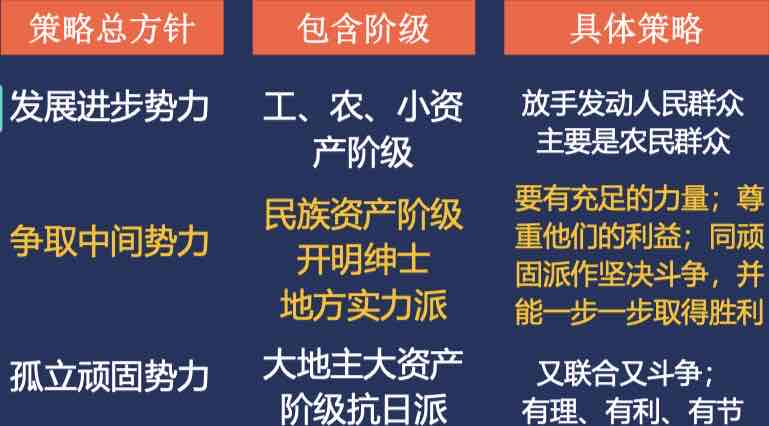 策略总方针
包含阶级
具体策略
发展进步势力
工、农、小资
产阶级
放手发动人民群众
主要是农民群众
争取中间势力
民族资产阶级
开明绅士
地方实力派
要有充足的力量；尊
重他们的利益；同顽
固派作坚决斗争，并
能一步一步取得胜利
孤立顽固势力
大地主大资产
阶级抗日派
又联合又斗争；
有理、有利、有节